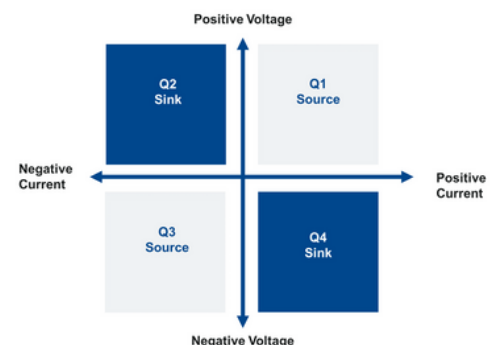 Positive Voltage
Q2
Sink
Q1
Source
Negative
Current
Positive
Current
Q3
Source
Q4
Sink
Negative Voltage